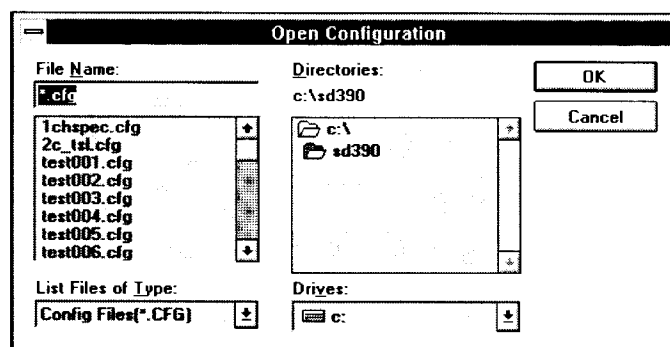 Open Configuration
File Name:
*.cfg
1chspec.cfg
2c_tsl.cfg
test001.cfg
test002.cfg
test003.cfg
test004.cfg
test005.cfg
test006.cfg
List Files of Type:
Config Files(*.CFG)
Directories:
c:\sd390
c:\
sd390
Drives:
c:
OK
Cancel